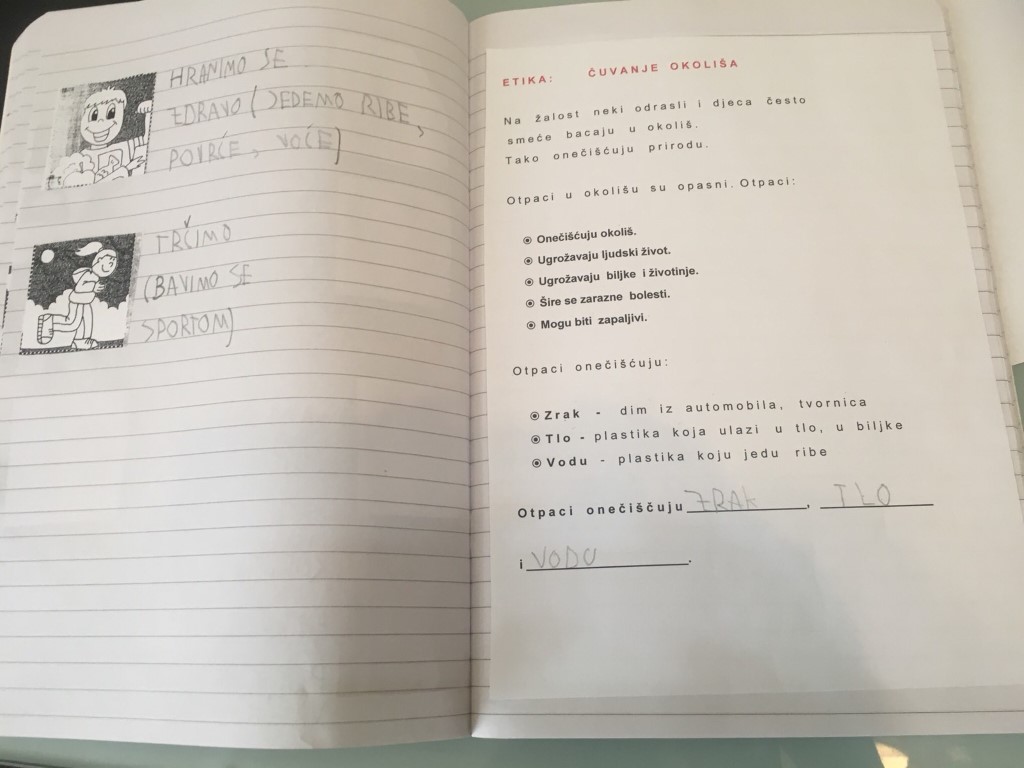 HRANIMO SE
ZDRAVO (JEDEMO RIBE,
POVRĆE, VOĆE)
TRČIMO
(BAVIMO SE
SPORTOM)
ETIKA: ČUVANJE OKOLIŠA
Na žalost neki odrasli i djeca često
smeće bacaju u okoliš.
Tako onečišćuju prirodu.
Otpaci u okolišu su opasni. Otpaci:
Onečišćuju okoliš.
Ugrožavaju ljudski život.
Ugrožavaju biljke i životinje.
Šire se zarazne bolesti.
Mogu biti zapaljivi.
Otpaci onečišćuju:
Zrak - dim iz automobila, tvornica
Tlo - plastika koja ulazi u tlo, u biljke
Vodu - plastika koju jedu ribe
Otpaci onečiščuju ZRAK, TLO
i VODU.